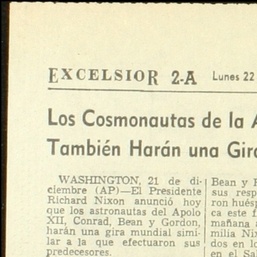 EXCELSIOR 2-A Lunes 22
Los Cosmonautas de la
También Harán una Gira
WASHINGTON, 21 de di-
ciembre (AP)—El Presidente
Richard Nixon anunció hoy
que los astronautas del Apolo
XII, Conrad, Bean y Gordon,
harán una gira mundial simi-
lar a la que efectuaron sus
predecesores.
Bean y
sus resp
ron huésp
ca este f
mañana
milia Nix
dos en lo
en el Sa